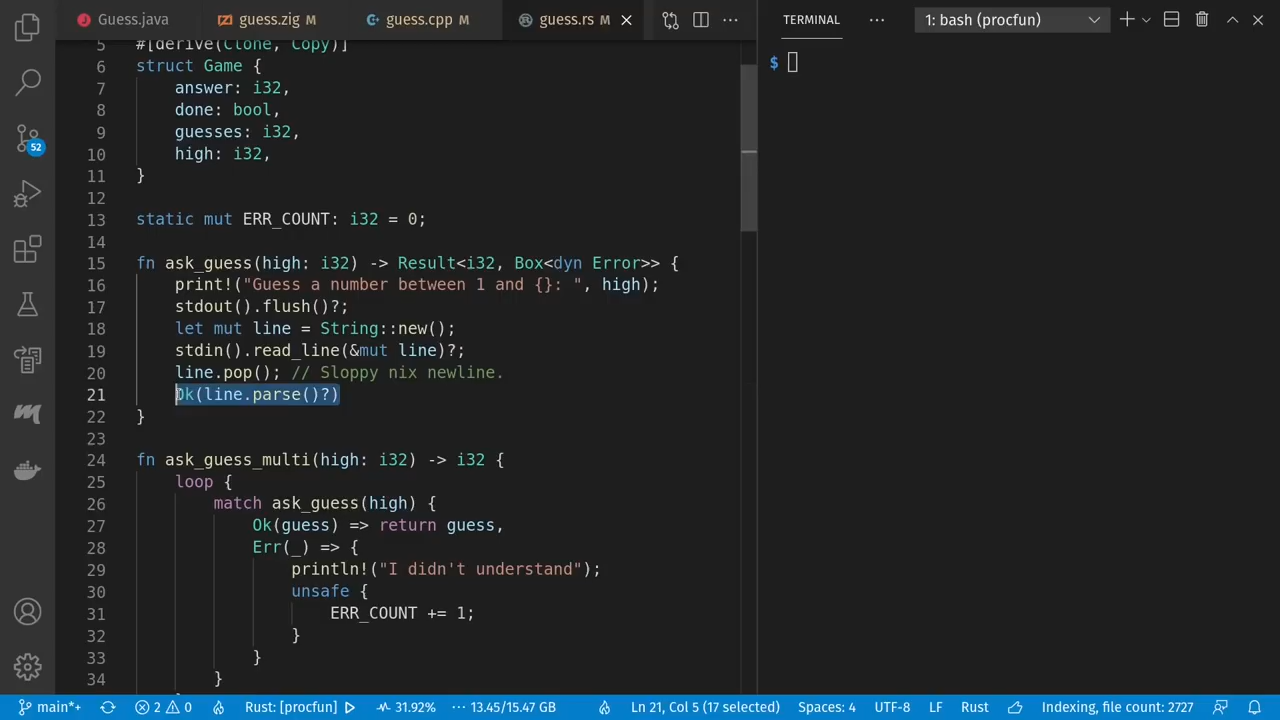 Guess.java guess.zig guess.cpp guess.rs
TERMINAL 1: bash (procfun)
5 #[derive(Clone, Copy)]
6 struct Game {
7 answer: i32,
8 done: bool,
9 guesses: i32,
10 high: i32,
11 }
12
13 static mut ERR_COUNT: i32 = 0;
14
15 fn ask_guess(high: i32) -> Result<i32, Box<dyn Error>> {
16 print!("Guess a number between 1 and {}: ", high);
17 stdout().flush()?;
18 let mut line = String::new();
19 stdin().read_line(&mut line)?;
20 line.pop(); // Sloppy nix newline.
21 Ok(line.parse()?)
22 }
23
24 fn ask_guess_multi(high: i32) -> i32 {
25 loop {
26 match ask_guess(high) {
27 Ok(guess) => return guess,
28 Err(_) => {
29 println!("I didn't understand");
30 unsafe {
31 ERR_COUNT += 1;
32 }
33 }
34 }
$
52
main*+ 2 0 Rust: [procfun] 31.92% 13.45/15.47 GB Ln 21, Col 5 (17 selected) Spaces: 4 UTF-8 LF Rust Indexing, file count: 2727